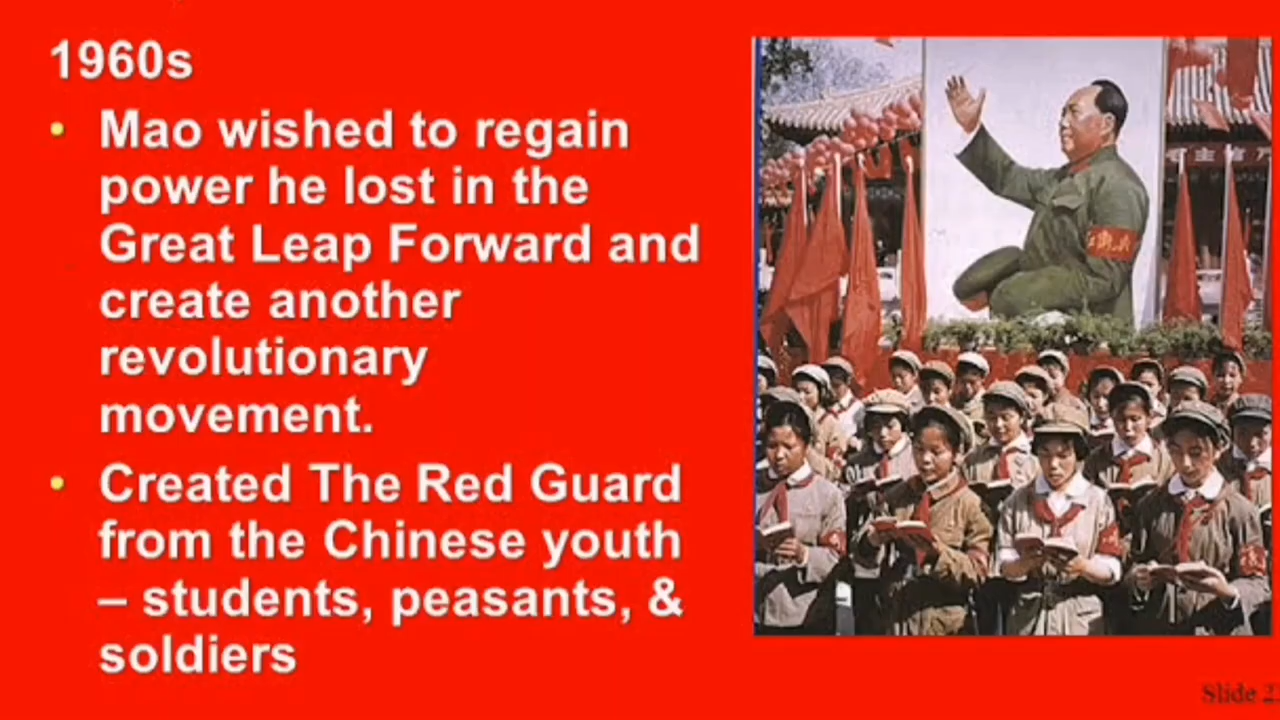 1960s
• Mao wished to regain
power he lost in the
Great Leap Forward and
create another
revolutionary
movement.
• Created The Red Guard
from the Chinese youth
– students, peasants, &
soldiers
Slide